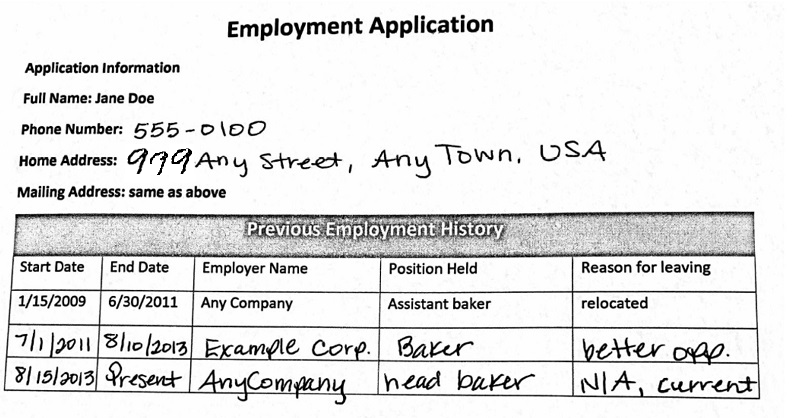 Employment Application
Application Information
Full Name: Jane Doe
Phone Number: 555-0100
Home Address: 979 Any Street, Any Town, USA
Mailing Address: same as above
Previous Employment History
Start Date End Date Employer Name Position Held Reason for leaving
1/15/2009 6/30/2011 Any Company Assistant baker relocated
7/1/2011 8/10/2013 Example Corp. Baker better opp.
8/15/2013 Present AnyCompany head baker N/A, current